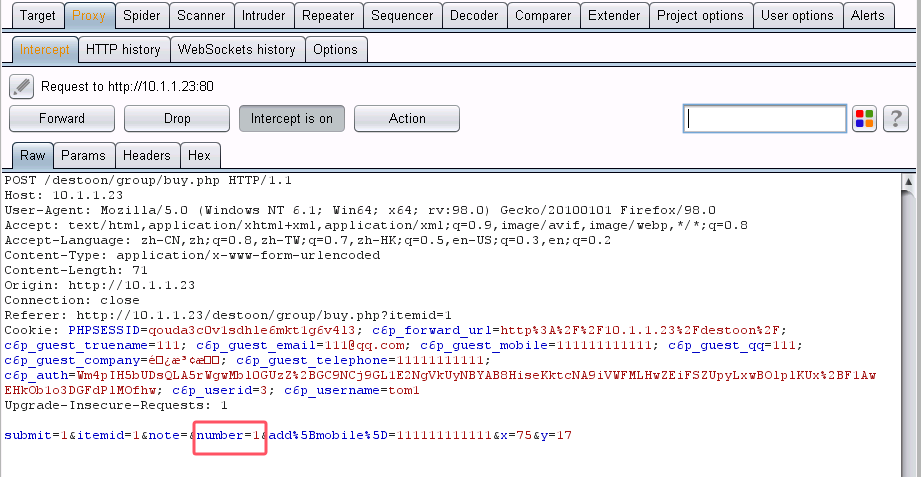 Target Proxy Spider Scanner Intruder Repeater Sequencer Decoder Comparer Extender Project options User options Alerts
Intercept HTTP history WebSockets history Options
Request to http://10.1.1.23:80
Forward Drop Intercept is on Action ?
Raw Params Headers Hex
POST /destoon/group/buy.php HTTP/1.1
Host: 10.1.1.23
User-Agent: Mozilla/5.0 (Windows NT 6.1; Win64; x64; rv:98.0) Gecko/20100101 Firefox/98.0
Accept: text/html,application/xhtml+xml,application/xml;q=0.9,image/avif,image/webp,*/*;q=0.8
Accept-Language: zh-CN,zh;q=0.8,zh-TW;q=0.7,zh-HK;q=0.5,en-US;q=0.3,en;q=0.2
Content-Type: application/x-www-form-urlencoded
Content-Length: 71
Origin: http://10.1.1.23
Connection: close
Referer: http://10.1.1.23/destoon/group/buy.php?itemid=1
Cookie: PHPSESSID=qouda3c0v1sdhle6mkt1g6v4l3; c6p_forward_url=http%3A%2F%2F10.1.1.23%2Fdestoon%2F;
c6p_guest_truename=111; c6p_guest_email=111@qq.com; c6p_guest_mobile=111111111111; c6p_guest_qq=111;
c6p_guest_telephone=11111111111;
Upgrade-Insecure-Requests: 1
c6p_userid=3; c6p_username=tom1
submit=1&itemid=1&note=&number=1&add%5Bmobile%5D=111111111111&x=75&y=17